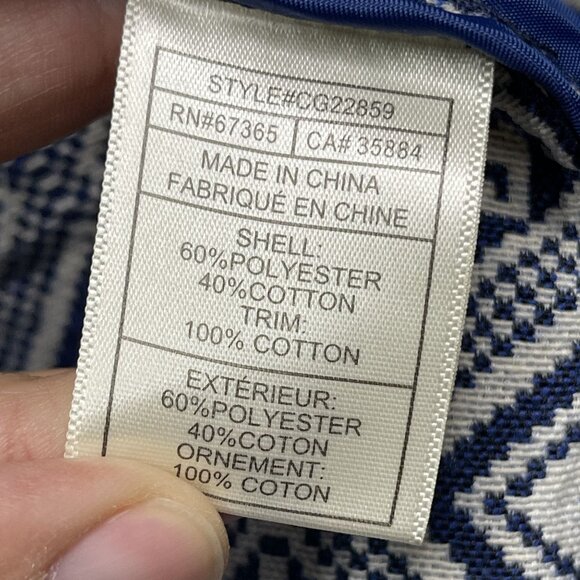 STYLE#CG22859
RN#67365 CA# 35884
MADE IN CHINA
FABRIQUÉ EN CHINE
SHELL:
60%POLYESTER
40%COTTON
TRIM:
100% COTTON
EXTÉRIEUR:
60%POLYESTER
40%COTON
ORNEMENT:
100% COTON